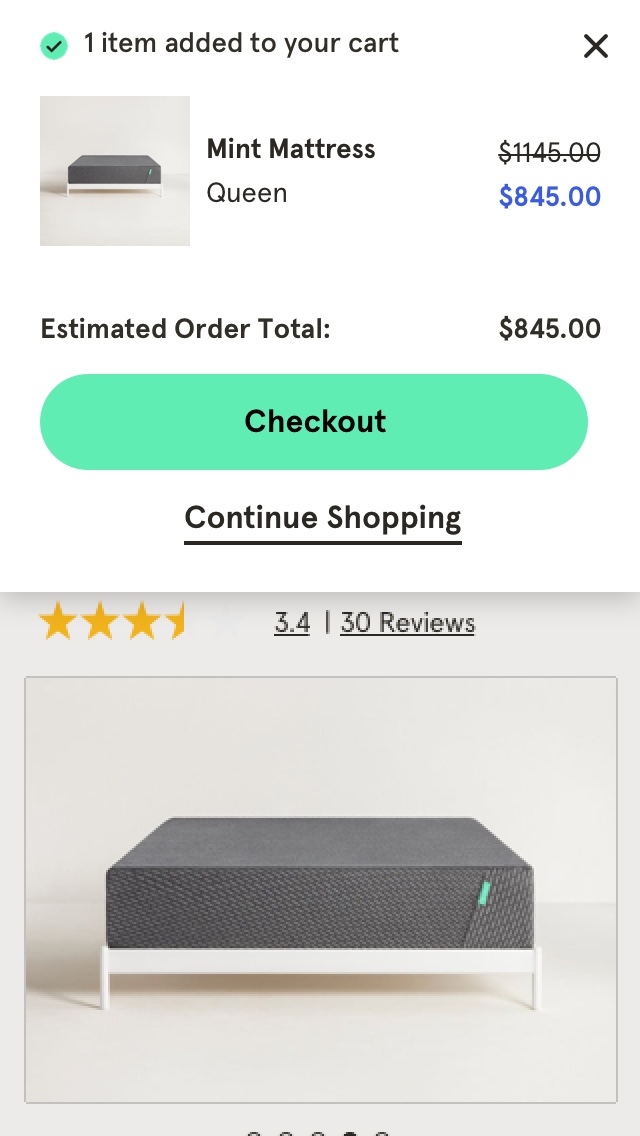 1 item added to your cart
Mint Mattress
$1145.00
Queen
$845.00
Estimated Order Total:
$845.00
Checkout
Continue Shopping
3.4 | 30 Reviews